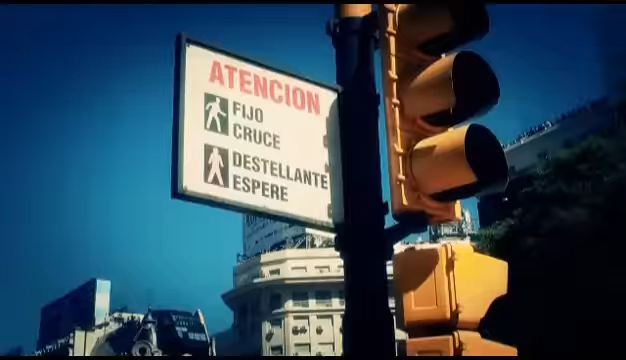 ATENCION
FIJO
CRUCE
DESTELLANTE
ESPERE